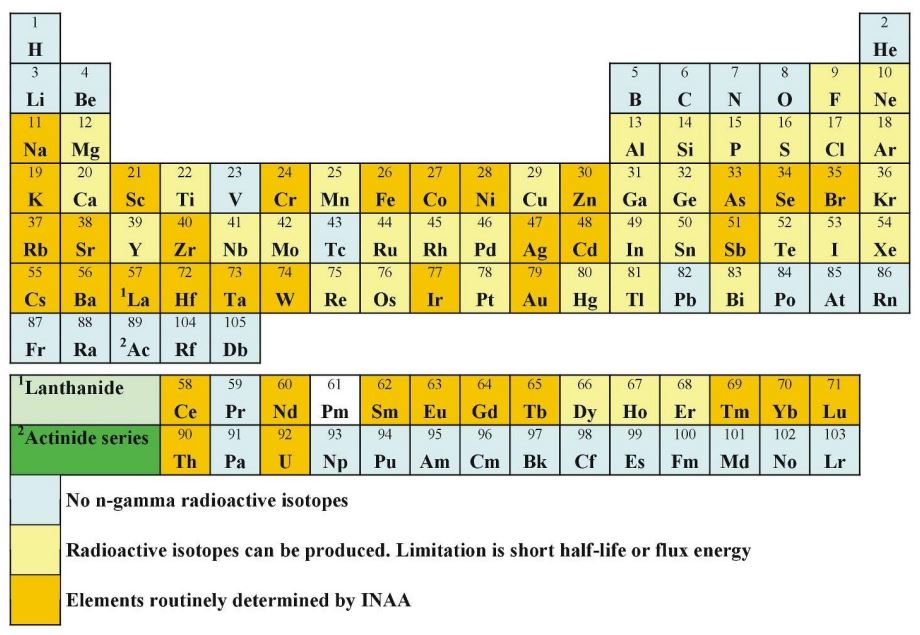 1 2
H He
3 4 5 6 7 8 9 10
Li Be B C N O F Ne
11 12 13 14 15 16 17 18
Na Mg Al Si P S Cl Ar
19 20 21 22 23 24 25 26 27 28 29 30 31 32 33 34 35 36
K Ca Sc Ti V Cr Mn Fe Co Ni Cu Zn Ga Ge As Se Br Kr
37 38 39 40 41 42 43 44 45 46 47 48 49 50 51 52 53 54
Rb Sr Y Zr Nb Mo Tc Ru Rh Pd Ag Cd In Sn Sb Te I Xe
55 56 57 72 73 74 75 76 77 78 79 80 81 82 83 84 85 86
Cs Ba ¹La Hf Ta W Re Os Ir Pt Au Hg Tl Pb Bi Po At Rn
87 88 89 104 105
Fr Ra ²Ac Rf Db
¹Lanthanide 58 59 60 61 62 63 64 65 66 67 68 69 70 71
Ce Pr Nd Pm Sm Eu Gd Tb Dy Ho Er Tm Yb Lu
²Actinide series 90 91 92 93 94 95 96 97 98 99 100 101 102 103
Th Pa U Np Pu Am Cm Bk Cf Es Fm Md No Lr
No n-gamma radioactive isotopes
Radioactive isotopes can be produced. Limitation is short half-life or flux energy
Elements routinely determined by INAA